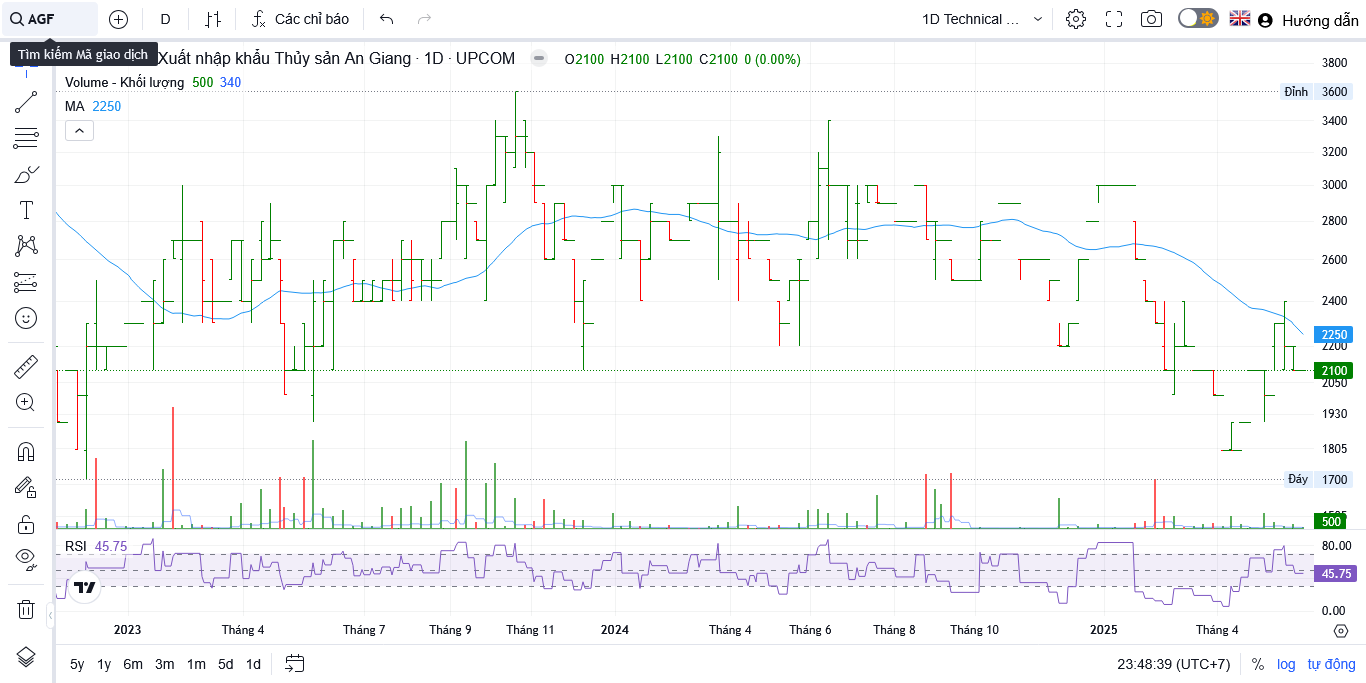 AGF
D
Các chỉ báo
1D Technical ...
Hướng dẫn
Tìm kiếm Mã giao dịch
Xuất nhập khẩu Thủy sản An Giang · 1D · UPCOM
O2100 H2100 L2100 C2100 0 (0.00%)
Volume - Khối lượng 500 340
MA 2250
3800
Đỉnh 3600
3400
3200
3000
2800
2600
2400
2250
2200
2100
2050
1930
1805
Đáy 1700
500
RSI 45.75
80.00
45.75
0.00
2023 Tháng 4 Tháng 7 Tháng 9 Tháng 11 2024 Tháng 4 Tháng 6 Tháng 8 Tháng 10 2025 Tháng 4
5y 1y 6m 3m 1m 5d 1d
23:48:39 (UTC+7) % log tự động